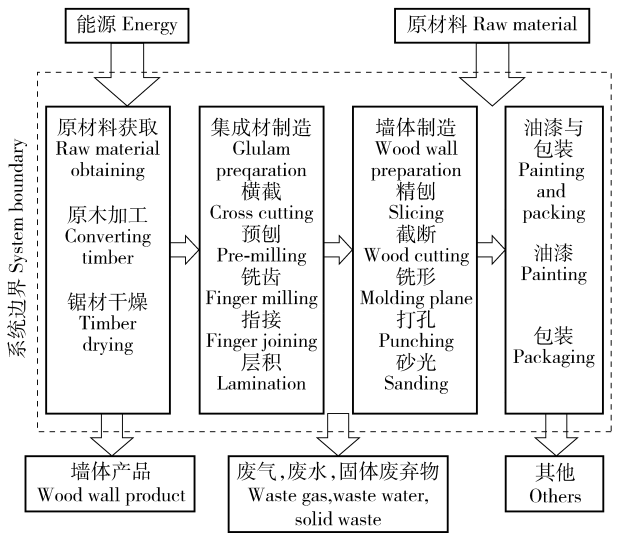 能源 Energy
原材料 Raw material
系统边界 System boundary
原材料获取
Raw material
obtaining
原木加工
Converting
timber
锯材干燥
Timber
drying
集成材制造
Glulam
preqaration
横截
Cross cutting
预刨
Pre-milling
铣齿
Finger milling
指接
Finger joining
层积
Lamination
墙体制造
Wood wall
preparation
精刨
Slicing
截断
Wood cutting
铣形
Molding plane
打孔
Punching
砂光
Sanding
油漆与
包装
Painting
and
packing
油漆
Painting
包装
Packaging
墙体产品
Wood wall product
废气,废水,固体废弃物
Waste gas,waste water,
solid waste
其他
Others